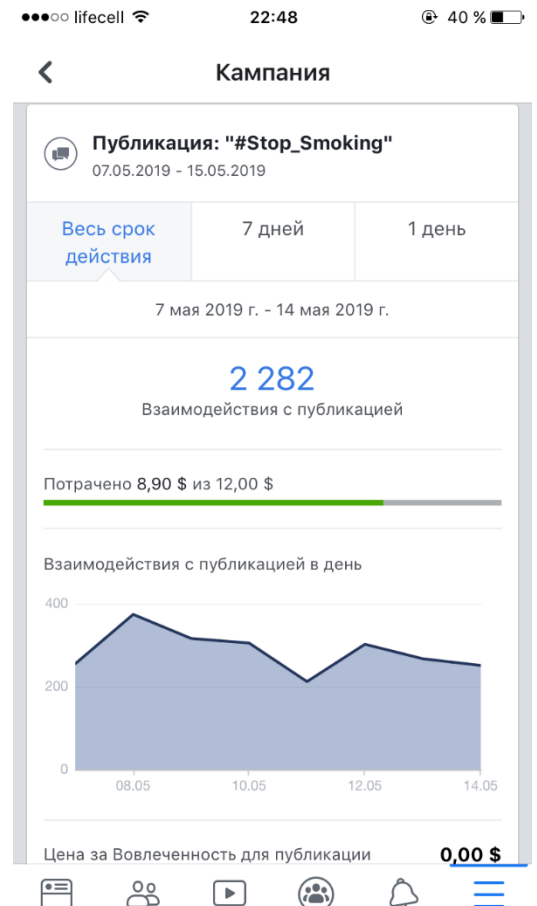 lifecell 22:48 40 %
Кампания
Публикация: "#Stop_Smoking"
07.05.2019 - 15.05.2019
Весь срок действия 7 дней 1 день
7 мая 2019 г. - 14 мая 2019 г.
2 282
Взаимодействия с публикацией
Потрачено 8,90 $ из 12,00 $
Взаимодействия с публикацией в день
400
200
0
08.05 10.05 12.05 14.05
Цена за Вовлеченность для публикации 0,00 $